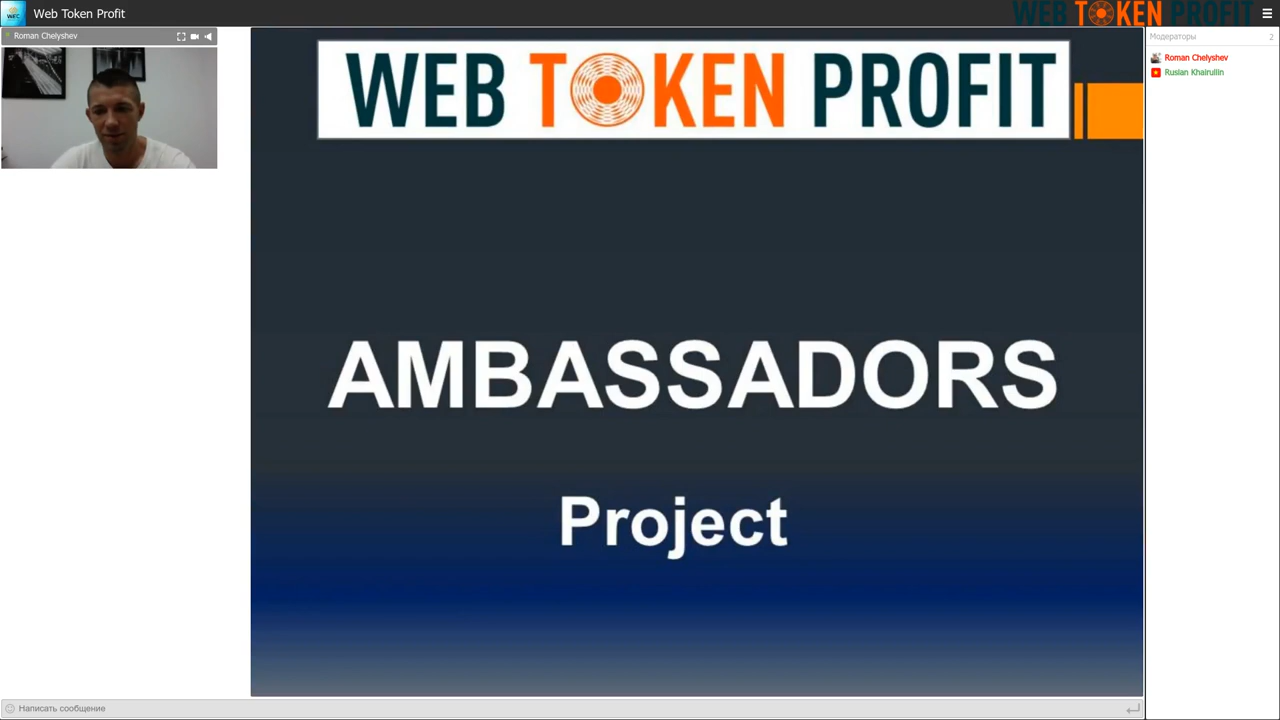 WEC
Web Token Profit
WEB TOKEN PROFIT
Roman Chelyshev
Модераторы 2
Roman Chelyshev
Ruslan Khairullin
WEB TOKEN PROFIT
AMBASSADORS
Project
Написать сообщение